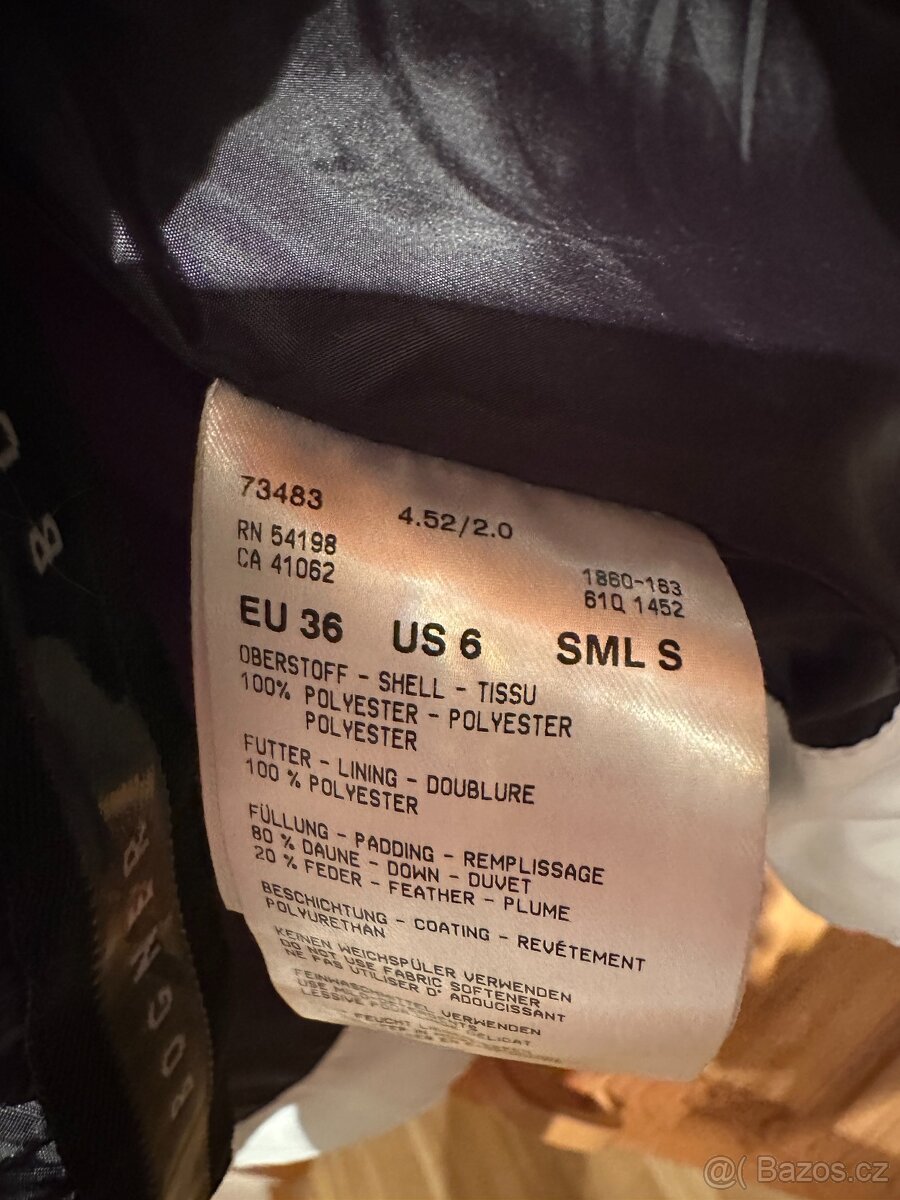 73483 4.52/2.0
RN 54198
CA 41062
1860-163
61Q 1452
EU 36 US 6 SML S
OBERSTOFF - SHELL - TISSU
100% POLYESTER - POLYESTER
POLYESTER
FUTTER - LINING - DOUBLURE
100 % POLYESTER
FÜLLUNG - PADDING - REMPLISSAGE
80 % DAUNE - DOWN - DUVET
20 % FEDER - FEATHER - PLUME
BESCHICHTUNG - COATING - REVÊTEMENT
POLYURETHAN
KEINEN WEICHSPÜLER VERWENDEN
DO NOT USE FABRIC SOFTENER
NE PAS UTILISER D' ADOUCISSANT
VERWENDEN
BOGNER
B O
@( Bazos.cz